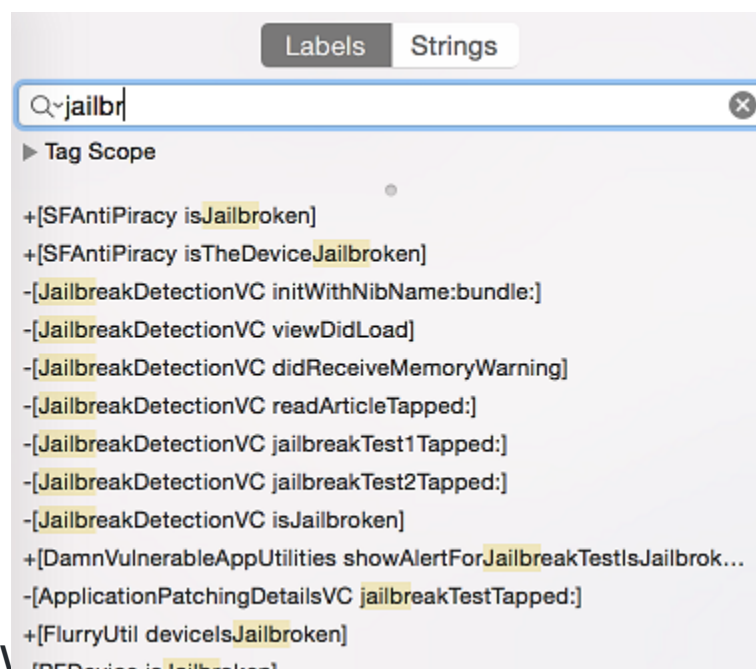 Labels Strings
jailbr
Tag Scope
+[SFAntiPiracy isJailbroken]
+[SFAntiPiracy isTheDeviceJailbroken]
-[JailbreakDetectionVC initWithNibName:bundle:]
-[JailbreakDetectionVC viewDidLoad]
-[JailbreakDetectionVC didReceiveMemoryWarning]
-[JailbreakDetectionVC readArticleTapped:]
-[JailbreakDetectionVC jailbreakTest1Tapped:]
-[JailbreakDetectionVC jailbreakTest2Tapped:]
-[JailbreakDetectionVC isJailbroken]
+[DamnVulnerableAppUtilities showAlertForJailbreakTestIsJailbrok...
-[ApplicationPatchingDetailsVC jailbreakTestTapped:]
+[FlurryUtil deviceIsJailbroken]